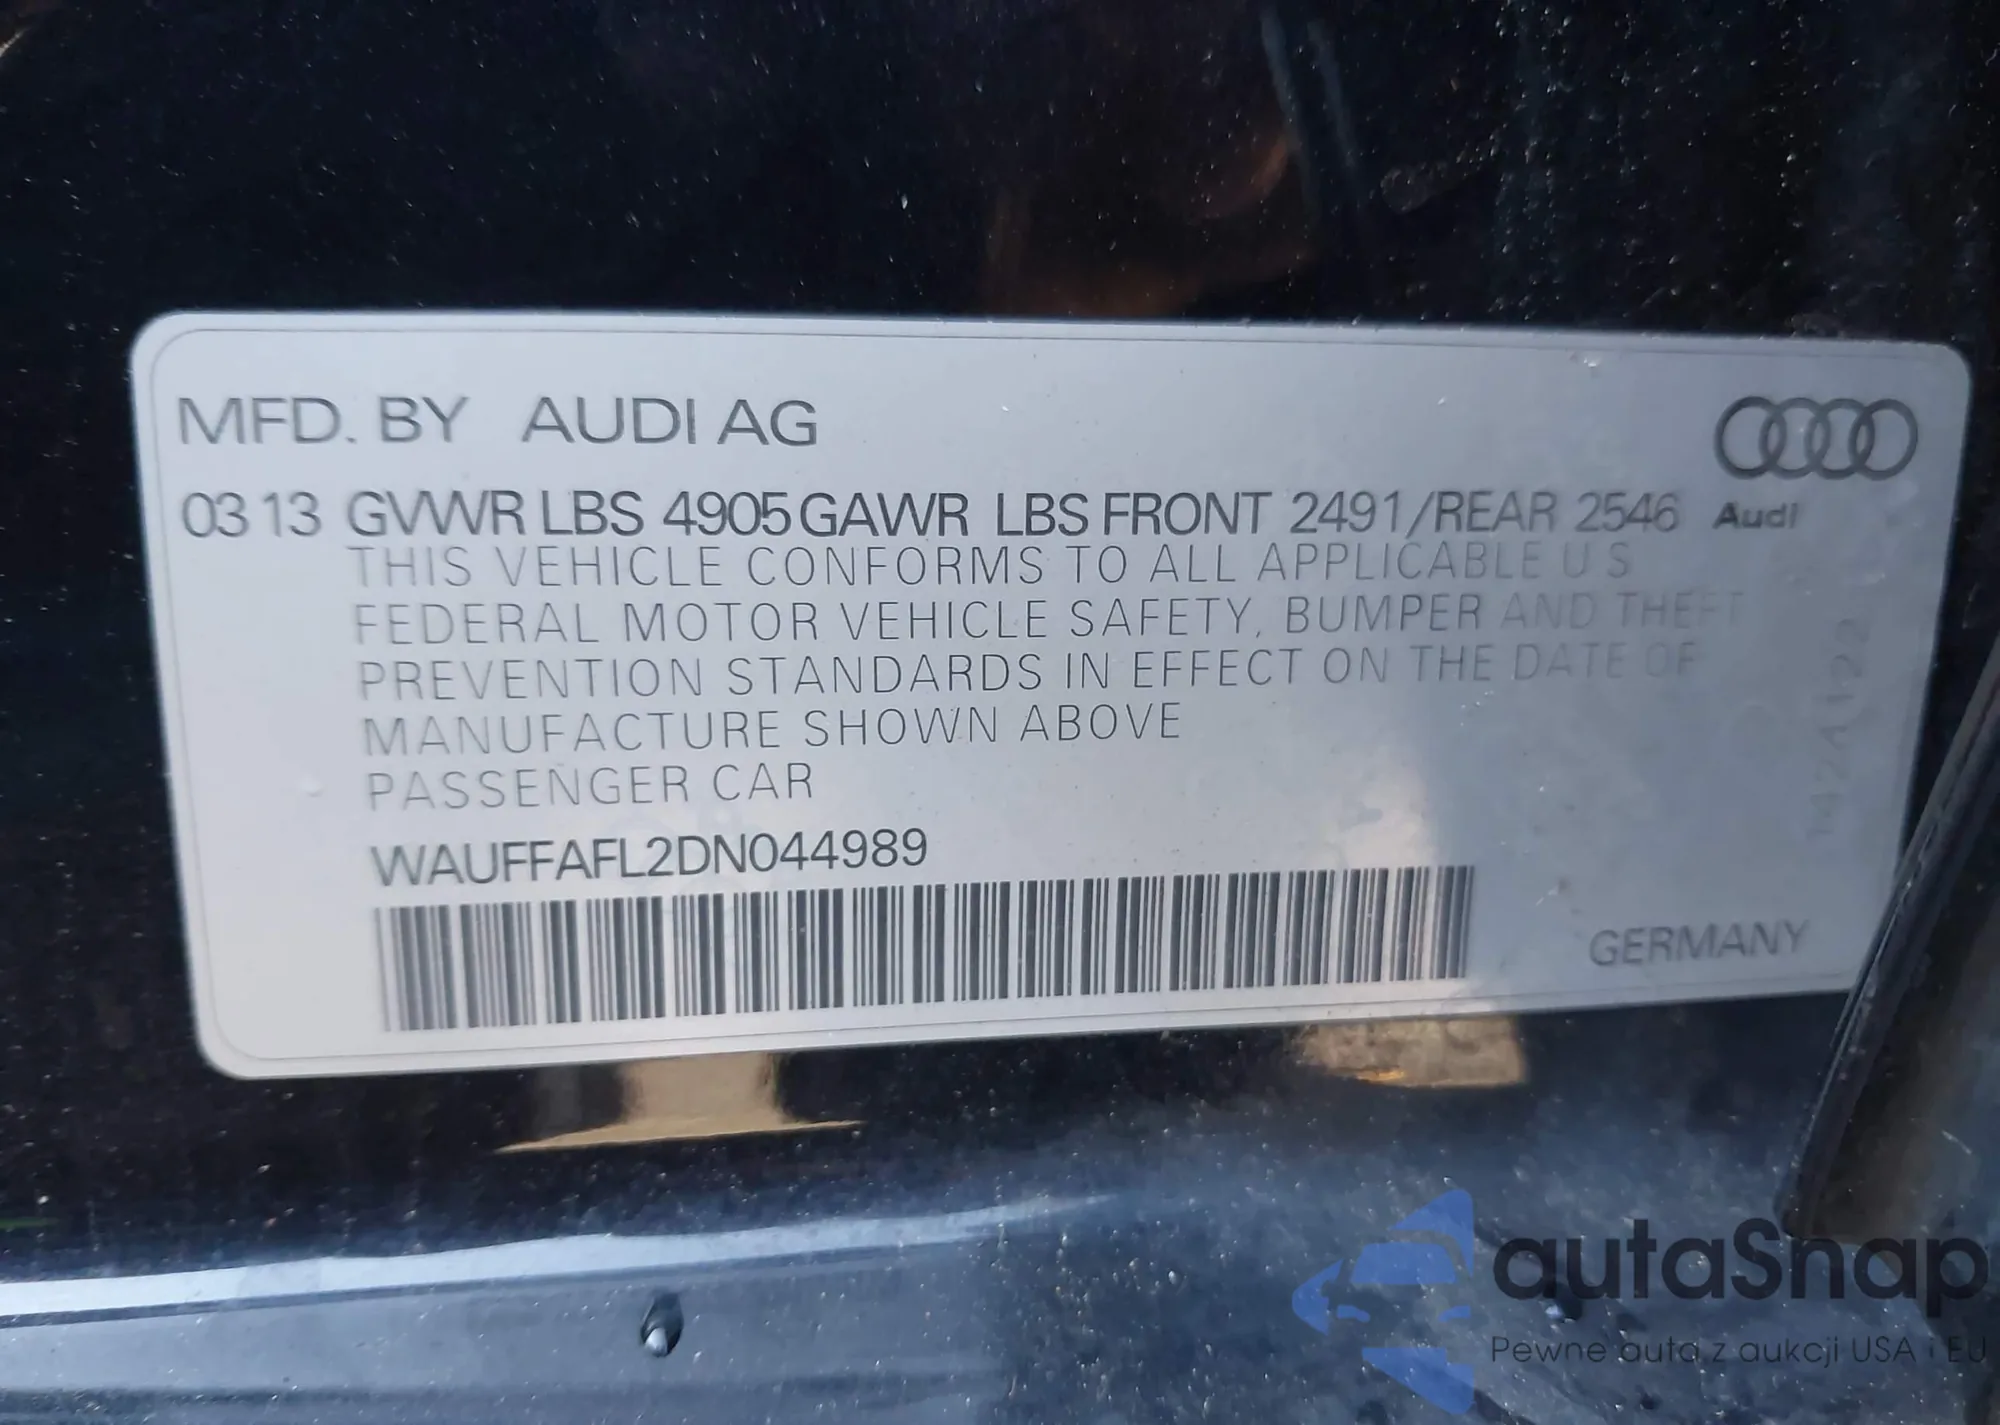 MFD. BY AUDI AG
03 13 GVWR LBS 4905 GAWR LBS FRONT 2491/REAR 2546
Audi
THIS VEHICLE CONFORMS TO ALL APPLICABLE U S
FEDERAL MOTOR VEHICLE SAFETY, BUMPER AND THEFT
PREVENTION STANDARDS IN EFFECT ON THE DATE OF
MANUFACTURE SHOWN ABOVE
PASSENGER CAR
WAUFFAFL2DN044989
GERMANY
autaSnap
Pewne auta z aukcji USA i EU